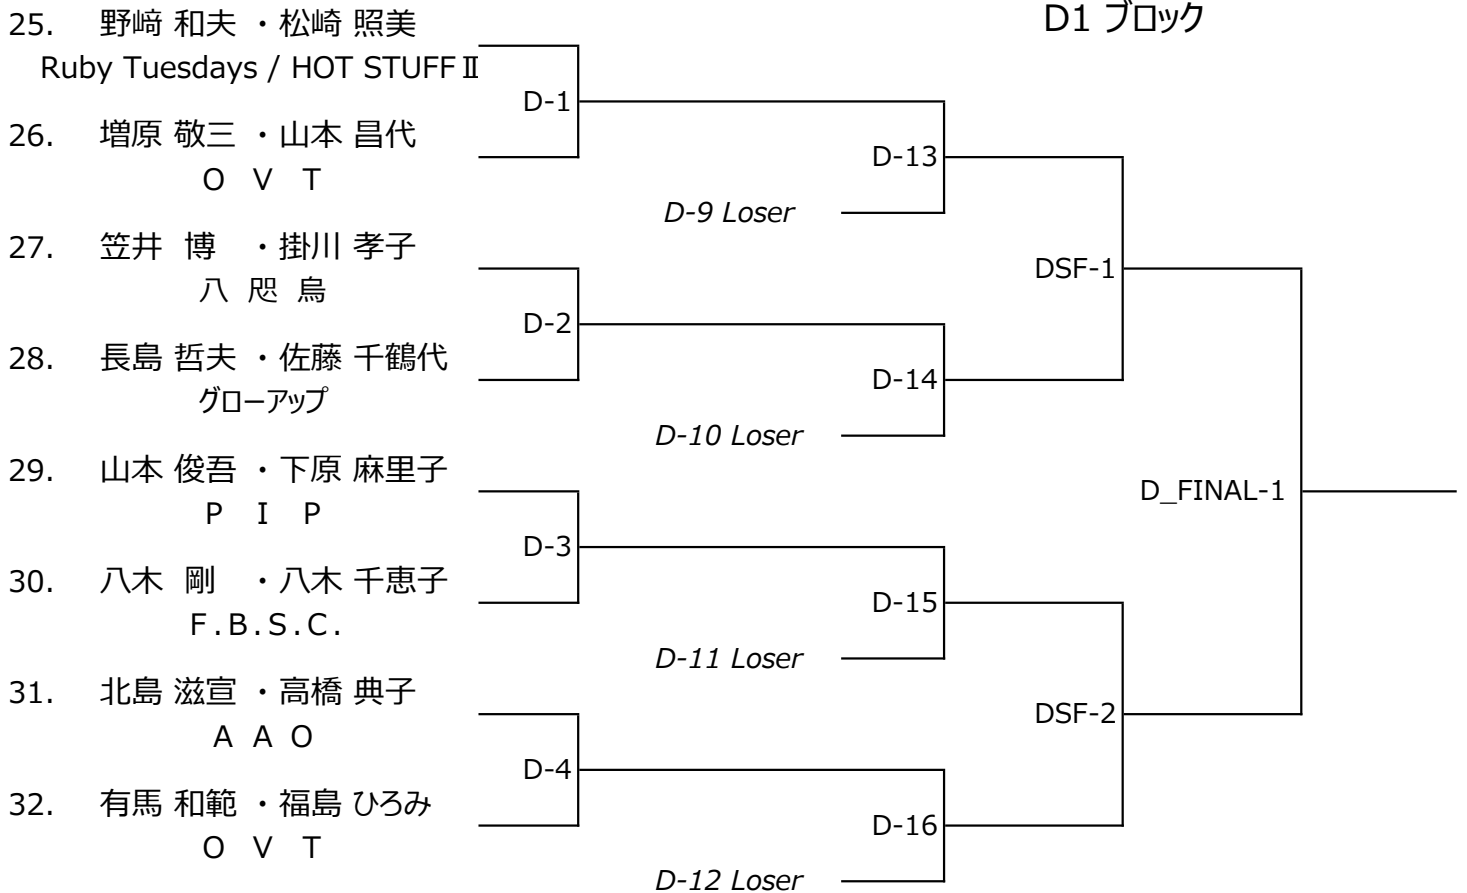 D1 ブロック
25. 野﨑 和夫 ・松崎 照美
Ruby Tuesdays / HOT STUFFⅡ
D-1
26. 増原 敬三 ・山本 昌代
O V T
D-13
D-9 Loser
27. 笠井 博 ・掛川 孝子
八 咫 烏
DSF-1
D-2
28. 長島 哲夫 ・佐藤 千鶴代
グローアップ
D-14
D-10 Loser
29. 山本 俊吾 ・下原 麻里子
P I P
D_FINAL-1
D-3
30. 八木 剛 ・八木 千恵子
F.B.S.C.
D-15
D-11 Loser
31. 北島 滋宣 ・高橋 典子
A A O
DSF-2
D-4
32. 有馬 和範 ・福島 ひろみ
O V T
D-16
D-12 Loser